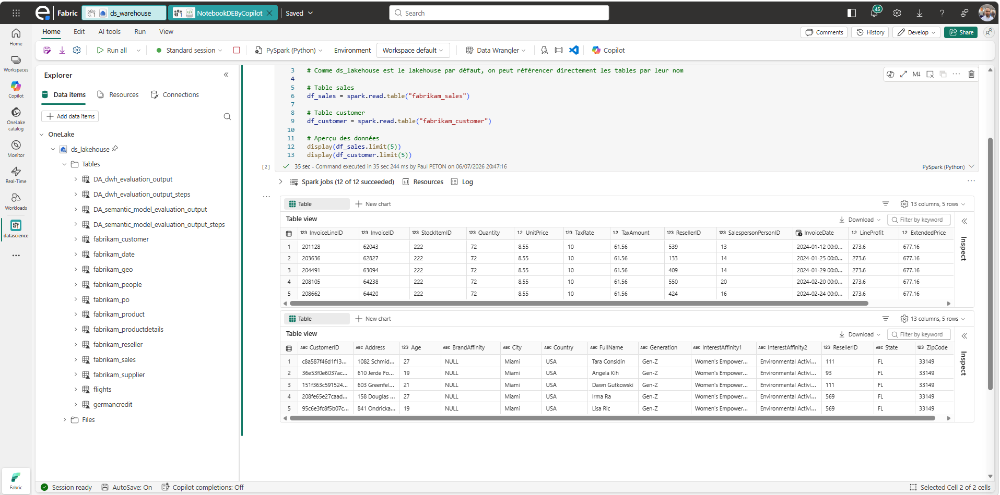 Fabric
ds_warehouse
NotebookDEByCopilot
Saved
Search
45
Home
Edit
AI tools
Run
View
Comments
History
Develop
Share
Run all
Standard session
PySpark (Python)
Environment
Workspace default
Data Wrangler
Copilot
Home
Workspaces
Copilot
OneLake
catalog
Monitor
Real-Time
Workloads
datascience
Fabric
Explorer
Data items
Resources
Connections
Add data items
OneLake
ds_lakehouse
Tables
DA_dwh_evaluation_output
DA_dwh_evaluation_output_steps
DA_semantic_model_evaluation_output
DA_semantic_model_evaluation_output_steps
fabrikam_customer
fabrikam_date
fabrikam_geo
fabrikam_people
fabrikam_po
fabrikam_product
fabrikam_productdetails
fabrikam_reseller
fabrikam_sales
fabrikam_supplier
flights
germancredit
Files
3 # Comme ds_lakehouse est le lakehouse par défaut, on peut référencer directement les tables par leur nom
4
5 # Table sales
6 df_sales = spark.read.table("fabrikam_sales")
7
8 # Table customer
9 df_customer = spark.read.table("fabrikam_customer")
10
11 # Aperçu des données
12 display(df_sales.limit(5))
13 display(df_customer.limit(5))
M↓
[2]
35 sec - Command executed in 35 sec 244 ms by Paul PETON on 06/07/2026 20:47:16
PySpark (Python)
Spark jobs (12 of 12 succeeded) Resources Log
Table New chart 13 columns, 5 rows
Table view Download Filter by keyword
123 InvoiceLineID 123 InvoiceID 123 StockItemID 123 Quantity 1.2 UnitPrice 123 TaxRate 1.2 TaxAmount 123 ResellerID 123 SalespersonPersonID InvoiceDate 1.2 LineProfit 1.2 ExtendedPrice
1 201128 62043 222 72 8.55 10 61.56 539 13 2024-01-12 00:0... 273.6 677.16
2 203636 62827 222 72 8.55 10 61.56 133 14 2024-01-25 00:0... 273.6 677.16
3 204491 63094 222 72 8.55 10 61.56 409 14 2024-01-29 00:0... 273.6 677.16
4 208105 64238 222 72 8.55 10 61.56 550 20 2024-02-20 00:0... 273.6 677.16
5 208662 64420 222 72 8.55 10 61.56 424 16 2024-02-24 00:0... 273.6 677.16
Inspect
Table New chart 13 columns, 5 rows
Table view Download Filter by keyword
ABC CustomerID ABC Address 123 Age ABC BrandAffinity ABC City ABC Country ABC FullName ABC Generation ABC InterestAffinity1 ABC InterestAffinity2 123 ResellerID ABC State 123 ZipCode
1 c8a587f46d1f13... 1082 Schmid... 27 NULL Miami USA Tara Considin Gen-Z Women's Empower... Environmental Activi... 111 FL 33149
2 36e53f0e6037ac... 610 Jerde Fo... 19 NULL Miami USA Angela Kih Gen-Z Women's Empower... Environmental Activi... 93 FL 33149
3 151f363c591524... 603 Greenfel... 21 NULL Miami USA Dawn Gutkowski Gen-Z Women's Empower... Environmental Activi... 111 FL 33149
4 208fe65e27caad... 158 Douglas ... 27 NULL Miami USA Irma Ra Gen-Z Women's Empower... Environmental Activi... 569 FL 33149
5 95c6e3fc8f5b07c... 841 Ondricka... 19 NULL Miami USA Lisa Ric Gen-Z Women's Empower... Environmental Activi... 569 FL 33149
Inspect
Session ready
AutoSave: On
Copilot completions: Off
Selected Cell 2 of 2 cells